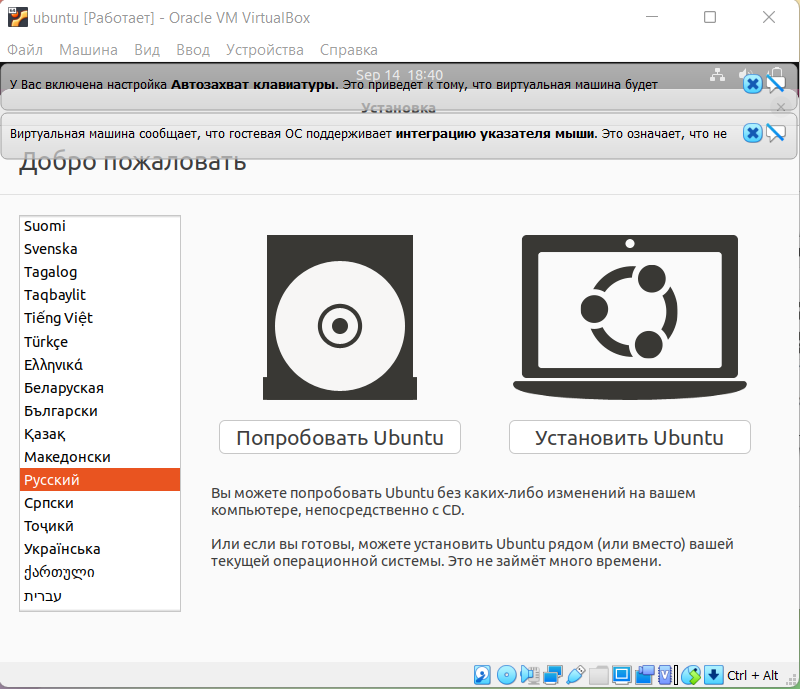 ubuntu [Работает] - Oracle VM VirtualBox
Файл Машина Вид Ввод Устройства Справка
Sep 14 18:40
У Вас включена настройка Автозахват клавиатуры. Это приведет к тому, что виртуальная машина будет
Установка
Виртуальная машина сообщает, что гостевая ОС поддерживает интеграцию указателя мыши. Это означает, что не
Добро пожаловать
Suomi
Svenska
Tagalog
Taqbaylit
Tiếng Việt
Türkçe
Ελληνικά
Беларуская
Български
Қазақ
Македонски
Русский
Српски
Тоҷикӣ
Українська
ქართული
עברית
Попробовать Ubuntu
Установить Ubuntu
Вы можете попробовать Ubuntu без каких-либо изменений на вашем
компьютере, непосредственно с CD.
Или если вы готовы, можете установить Ubuntu рядом (или вместо) вашей
текущей операционной системы. Это не займёт много времени.
Ctrl + Alt